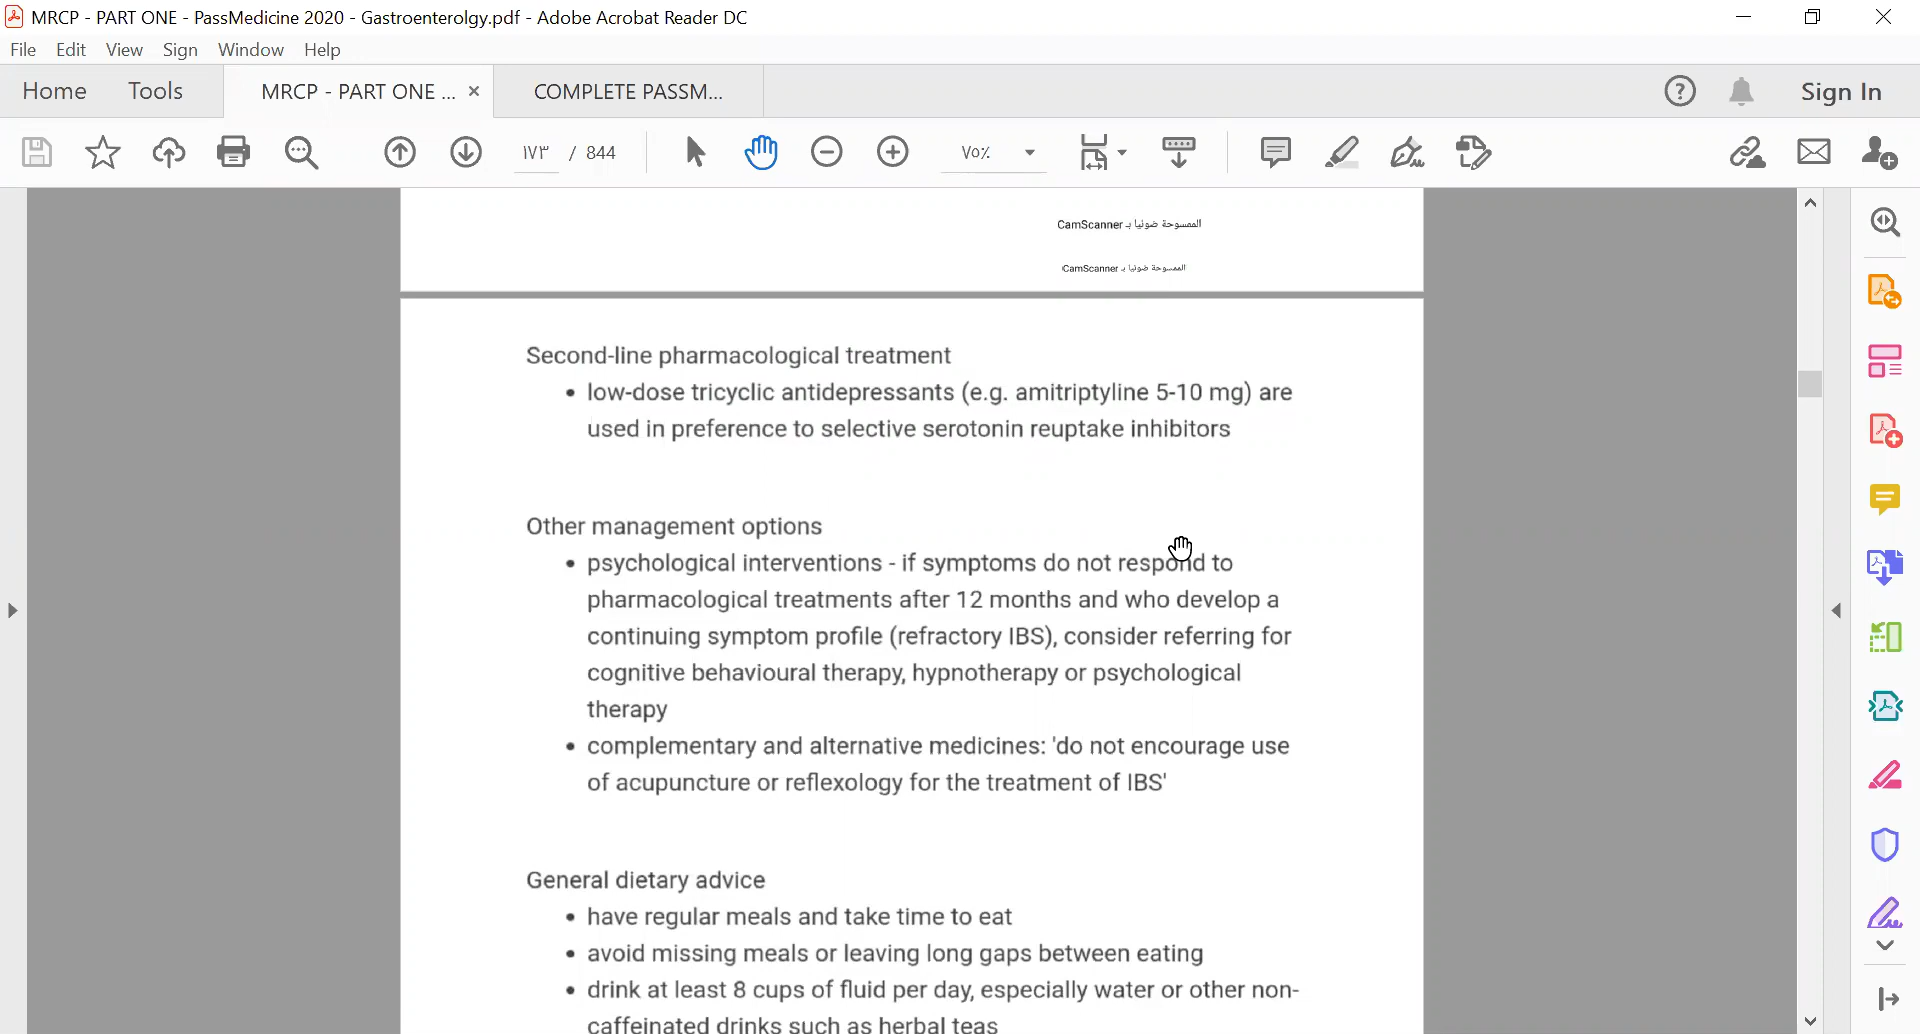 MRCP - PART ONE - PassMedicine 2020 - Gastroenterolgy.pdf - Adobe Acrobat Reader DC
File Edit View Sign Window Help
Home Tools MRCP - PART ONE ... × COMPLETE PASSM... Sign In
١٧٣ / 844 ٧٥٪
الممسوحة ضوئيا بـ CamScanner
الممسوحة ضوئيا بـ CamScanner
Second-line pharmacological treatment
• low-dose tricyclic antidepressants (e.g. amitriptyline 5-10 mg) are
used in preference to selective serotonin reuptake inhibitors
Other management options
• psychological interventions - if symptoms do not respond to
pharmacological treatments after 12 months and who develop a
continuing symptom profile (refractory IBS), consider referring for
cognitive behavioural therapy, hypnotherapy or psychological
therapy
• complementary and alternative medicines: 'do not encourage use
of acupuncture or reflexology for the treatment of IBS'
General dietary advice
• have regular meals and take time to eat
• avoid missing meals or leaving long gaps between eating
• drink at least 8 cups of fluid per day, especially water or other non-
caffeinated drinks such as herbal teas